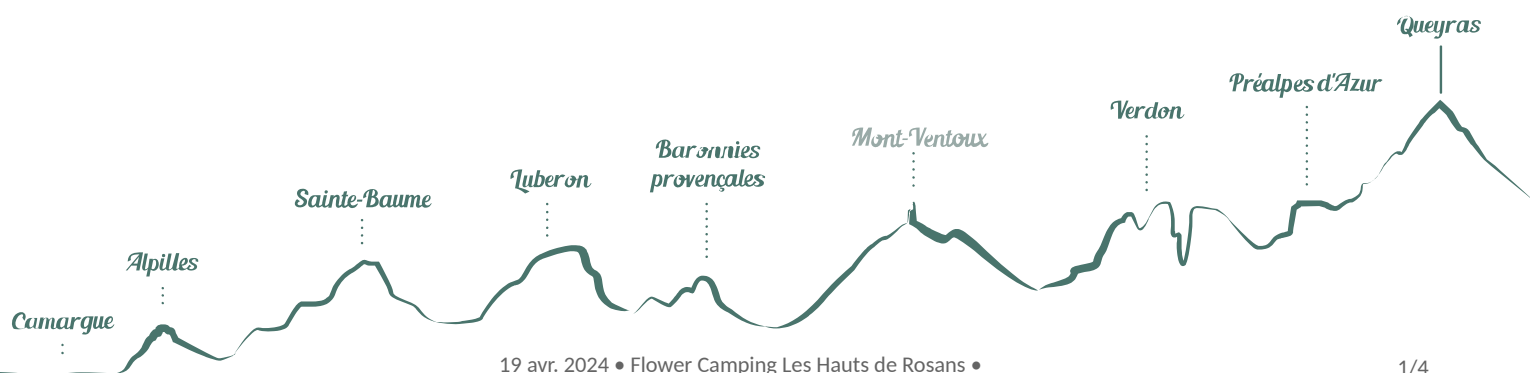 Queyras
Préalpes d'Azur
Verdon
Mont-Ventoux
Baronnies
provençales
Luberon
Sainte-Baume
Alpilles
Camargue
19 avr. 2024 • Flower Camping Les Hauts de Rosans •
1/4